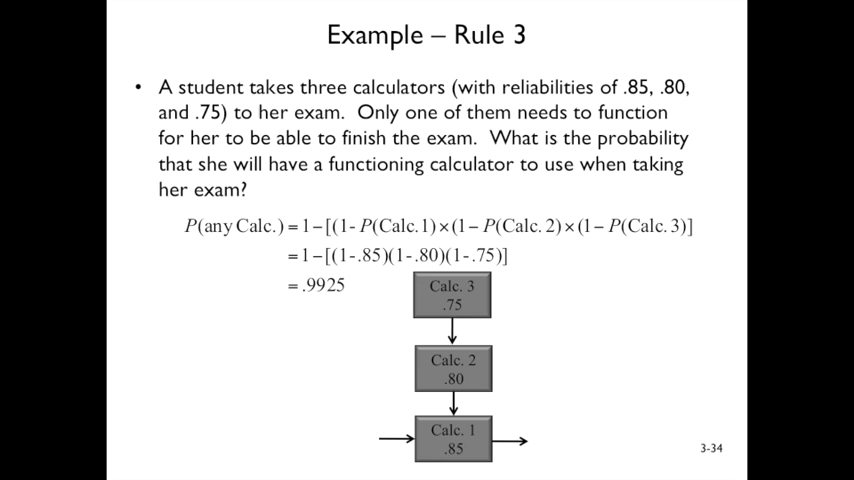 Example – Rule 3
• A student takes three calculators (with reliabilities of .85, .80,
and .75) to her exam. Only one of them needs to function
for her to be able to finish the exam. What is the probability
that she will have a functioning calculator to use when taking
her exam?
P(any Calc.) = 1 – [(1- P(Calc. 1) × (1 – P(Calc. 2) × (1 – P(Calc. 3)]
= 1 – [(1-.85)(1-.80)(1-.75)]
= .9925
Calc. 3
.75
Calc. 2
.80
Calc. 1
.85
3-34